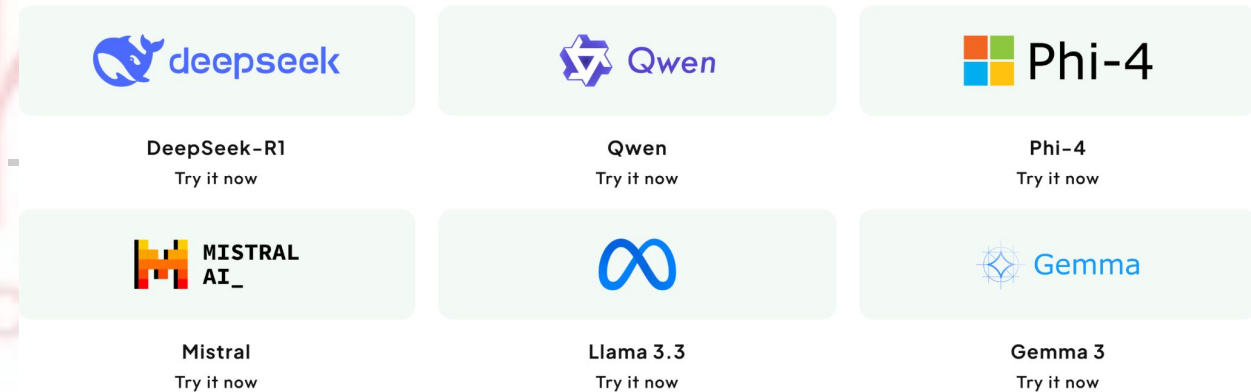 deepseek
Qwen
Phi-4
DeepSeek-R1
Qwen
Phi-4
Try it now
Try it now
Try it now
MISTRAL
AI_
Gemma
Mistral
Llama 3.3
Gemma 3
Try it now
Try it now
Try it now